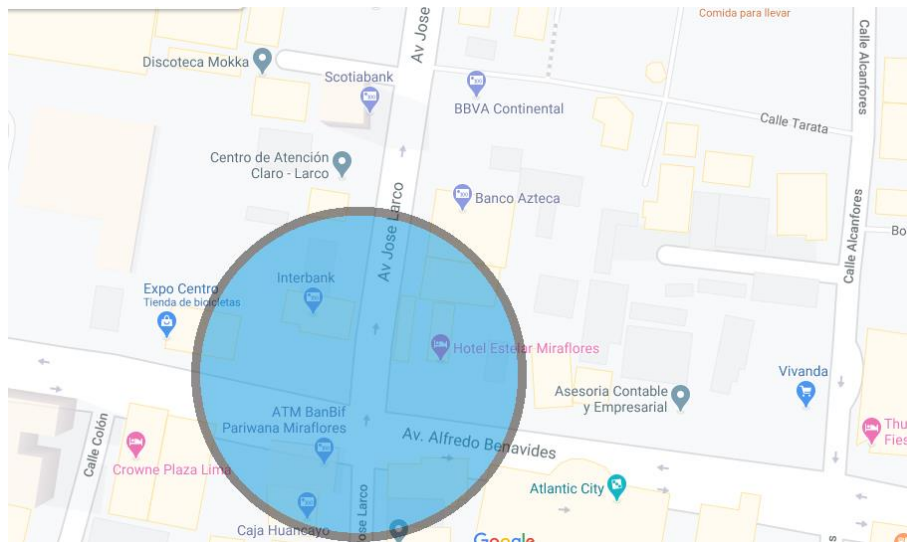 Comida para llevar
Av Jose
Calle Alcanfores
Discoteca Mokka
Scotiabank
BBVA Continental
Calle Tarata
Centro de Atención
Claro - Larco
Banco Azteca
Av Jose Larco
Calle Alcanfores
Bo
Interbank
Expo Centro
Tienda de bicicletas
Hotel Estelar Miraflores
Vivanda
Asesoria Contable
y Empresarial
ATM BanBif
Pariwana Miraflores
Av. Alfredo Benavides
Calle Colón
Crowne Plaza Lima
Thu
Fies
Atlantic City
Caja Huancayo
Jose Larco
Google